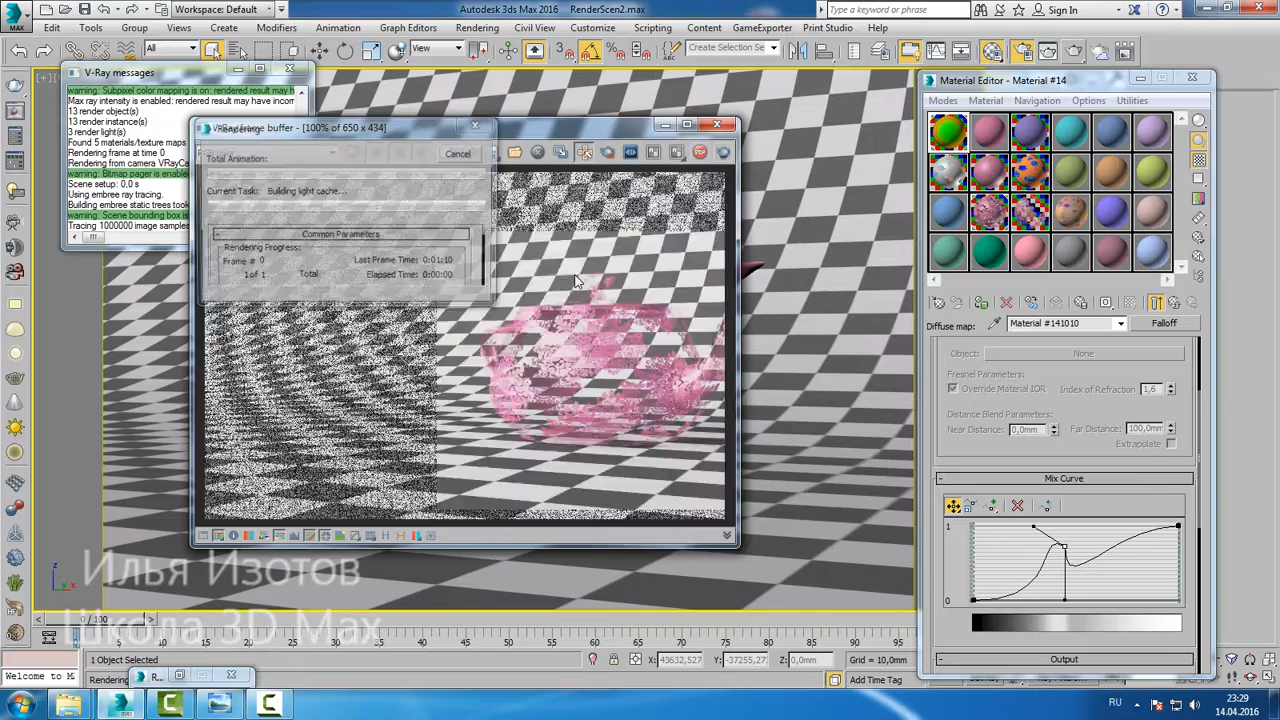 Workspace: Default
Autodesk 3ds Max 2016
RenderScen2.max
Type a keyword or phrase
Sign In
MAX
Edit
Tools
Group
Views
Create
Modifiers
Animation
Graph Editors
Rendering
Civil View
Customize
Scripting
Content
GameExporter
Print Studio
Help
All
View
Create Selection Se
V-Ray messages
warning: Subpixel color mapping is on: rendered result may h
Max ray intensity is enabled: rendered result may have incorr
13 render object(s)
13 render instance(s)
3 render light(s)
Found 5 materials/texture maps
Rendering frame at time 0
Rendering from camera VRayCa
warning: Bitmap pager is enable
Scene setup: 0,0 s
Using embree ray tracing.
Building embree static trees took
warning: Scene bounding box is
Tracing 1000000 image samples
V-Ray frame buffer - [100% of 650 x 434]
Rendering
Total Animation:
Cancel
Current Task: Building light cache...
Common Parameters
Rendering Progress:
Frame # 0
Last Frame Time: 0:01:10
1 of 1 Total
Elapsed Time: 0:00:00
Material Editor - Material #14
Modes
Material
Navigation
Options
Utilities
Diffuse map:
Material #141010
Falloff
Object:
None
Fresnel Parameters:
Override Material IOR
Index of Refraction
1,6
Distance Blend Parameters:
Near Distance:
0,0mm
Far Distance:
100,0mm
Extrapolate
Mix Curve
1
0
Output
Илья Изотов
Школа 3D Max
z
x
0 / 100
5 10 15 20 25 30 35 40 45 50 55 60 65 70 75 80 85 90 95
1 Object Selected
X: 43632,527
Y: -37255,27
Z: 0,0mm
Grid = 10,0mm
Welcome to M
Rendering
R...
Add Time Tag
RU
23:29
14.04.2016